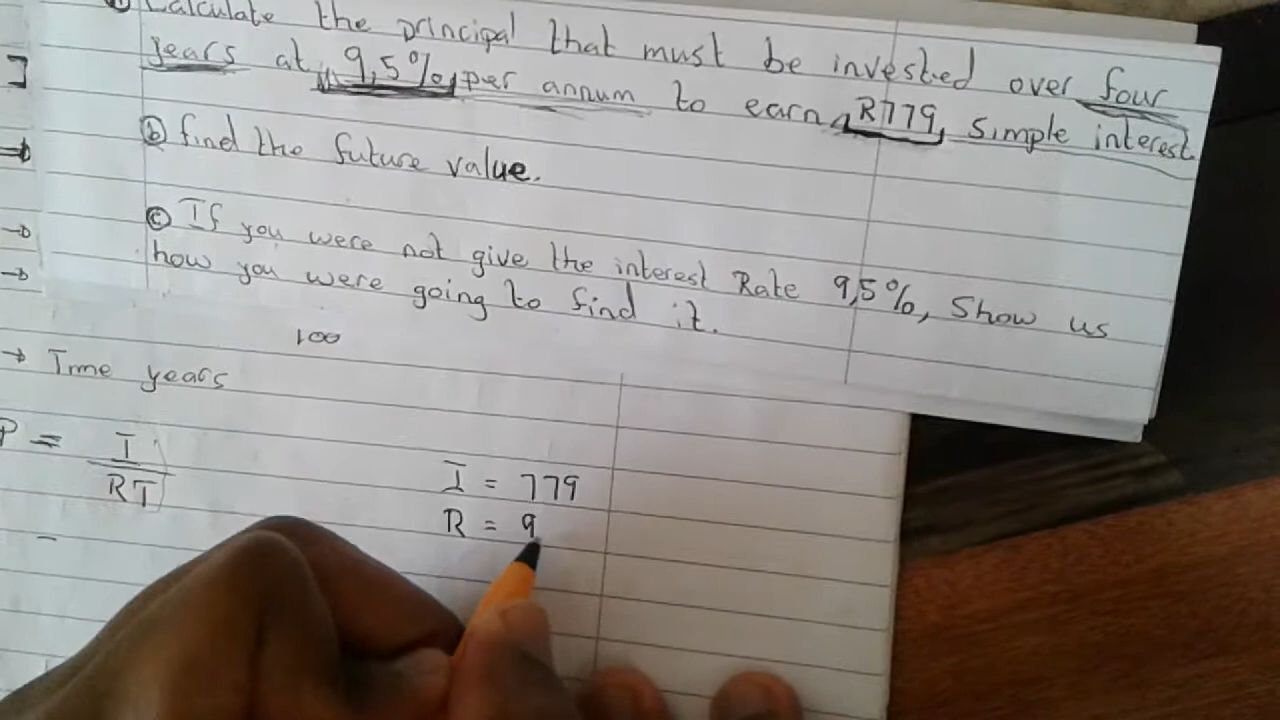 Calculate the principal that must be invested over four
years at 9,5% per annum to earn R779, simple interest
ⓑ find the future value.
ⓒ If you were not give the interest Rate 9,5%, Show us
how you were going to find it.
100
→ Time years
P = I
RT
I = 779
R = 9